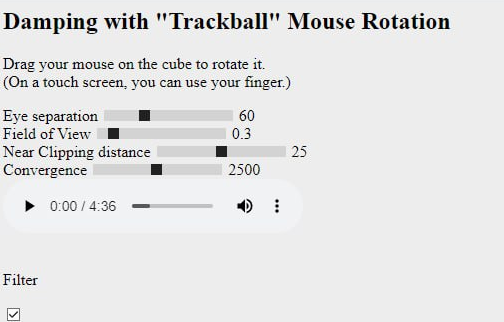 Damping with "Trackball" Mouse Rotation
Drag your mouse on the cube to rotate it.
(On a touch screen, you can use your finger.)
Eye separation 60
Field of View 0.3
Near Clipping distance 25
Convergence 2500
0:00 / 4:36
Filter